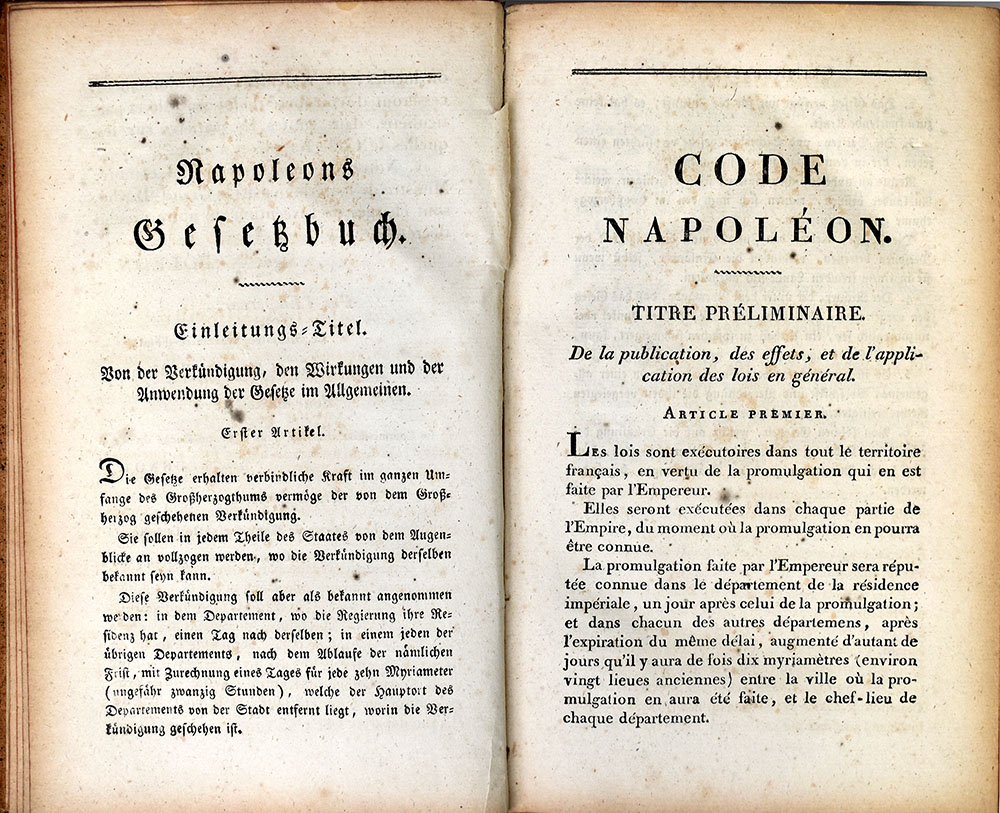 Napoleons
Gesetzbuch.
Einleitungs-Titel.
Von der Verkündigung, den Wirkungen und der
Anwendung der Gesetze im Allgemeinen.
Erster Artikel.
Die Gesetze erhalten verbindliche Kraft im ganzen Um-
fange des Großherzogthums vermöge der von dem Groß-
herzog geschehenen Verkündigung.
Sie sollen in jedem Theile des Staates von dem Augen-
blicke an vollzogen werden, wo die Verkündigung derselben
bekannt seyn kann.
Diese Verkündigung soll aber als bekannt angenommen
werden: in dem Departement, wo die Regierung ihre Re-
sidenz hat, einen Tag nach derselben; in einem jeden der
übrigen Departements, nach dem Ablaufe der nämlichen
Frist, mit Zurechnung eines Tages für jede zehn Myriameter
(ungefähr zwanzig Stunden), welche der Hauptort des
Departements von der Stadt entfernt liegt, worin die Ver-
kündigung geschehen ist.
CODE
NAPOLÉON.
TITRE PRÉLIMINAIRE.
De la publication, des effets, et de l'appli-
cation des lois en général.
ARTICLE PREMIER.
LES lois sont exécutoires dans tout le territoire
français, en vertu de la promulgation qui en est
faite par l'Empereur.
Elles seront exécutées dans chaque partie de
l'Empire, du moment où la promulgation en pourra
être connue.
La promulgation faite par l'Empereur sera répu-
tée connue dans le département de la résidence
impériale, un jour après celui de la promulgation;
et dans chacun des autres départemens, après
l'expiration du même délai, augmenté d'autant de
jours qu'il y aura de fois dix myriamètres (environ
vingt lieues anciennes) entre la ville où la pro-
mulgation en aura été faite, et le chef-lieu de
chaque département.